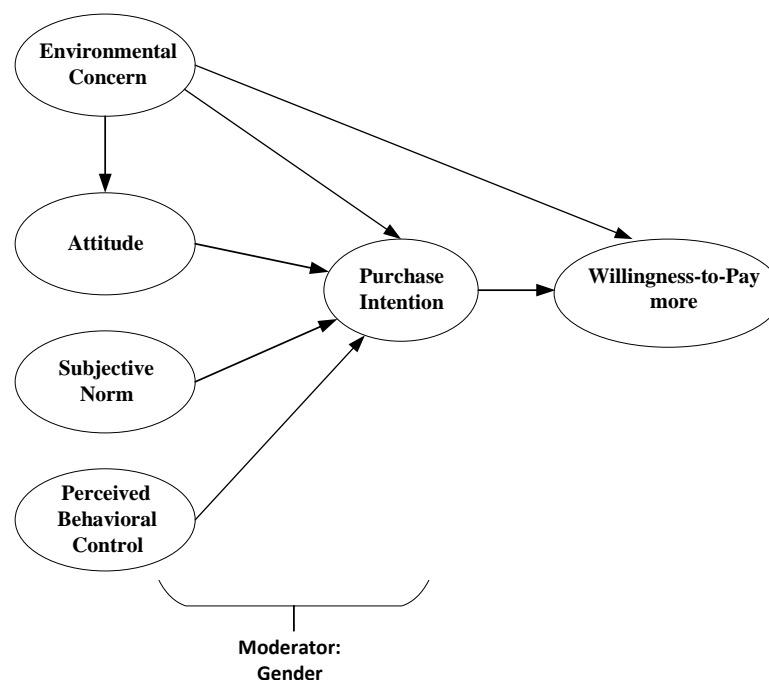 Environmental
Concern
Attitude
Subjective
Norm
Perceived
Behavioral
Control
Purchase
Intention
Willingness-to-Pay
more
Moderator:
Gender